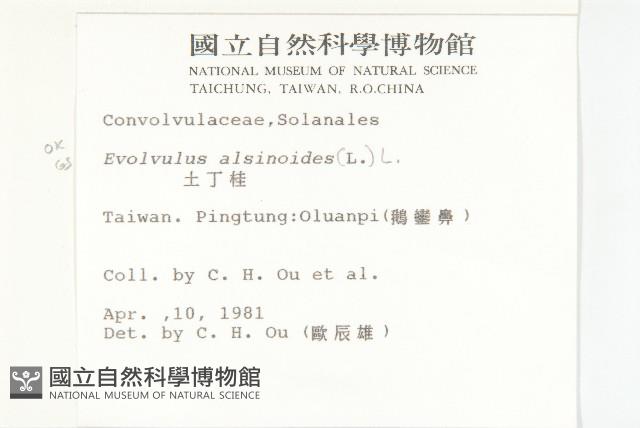 國立自然科學博物館
NATIONAL MUSEUM OF NATURAL SCIENCE
TAICHUNG, TAIWAN, R.O.CHINA
Convolvulaceae,Solanales
OK
GS
Evolvulus alsinoides(L.) L.
土丁桂
Taiwan. Pingtung:Oluanpi(鵝鑾鼻)
Coll. by C. H. Ou et al.
Apr. ,10, 1981
Det. by C. H. Ou (歐辰雄)
國立自然科學博物館
NATIONAL MUSEUM OF NATURAL SCIENCE